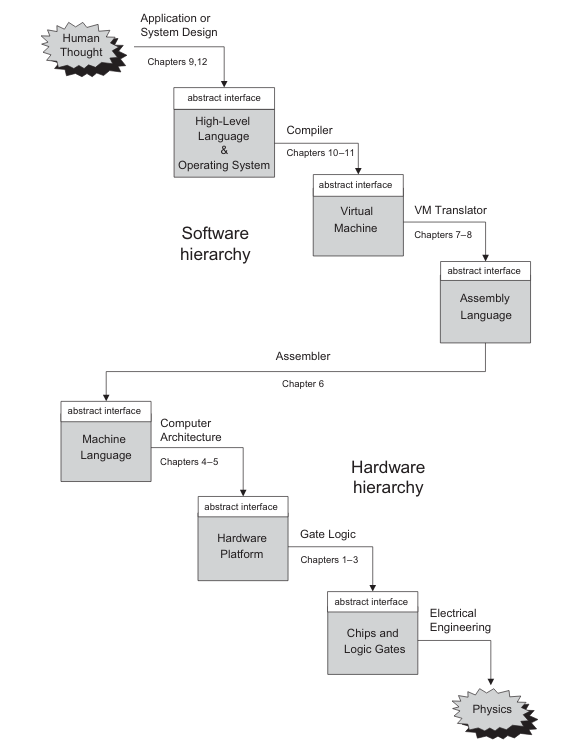 Human
Thought
Application or
System Design
Chapters 9,12
abstract interface
High-Level
Language
&
Operating System
Compiler
Chapters 10–11
abstract interface
Virtual
Machine
VM Translator
Chapters 7–8
abstract interface
Assembly
Language
Software
hierarchy
Assembler
Chapter 6
abstract interface
Machine
Language
Computer
Architecture
Chapters 4–5
Hardware
hierarchy
abstract interface
Hardware
Platform
Gate Logic
Chapters 1–3
abstract interface
Chips and
Logic Gates
Electrical
Engineering
Physics